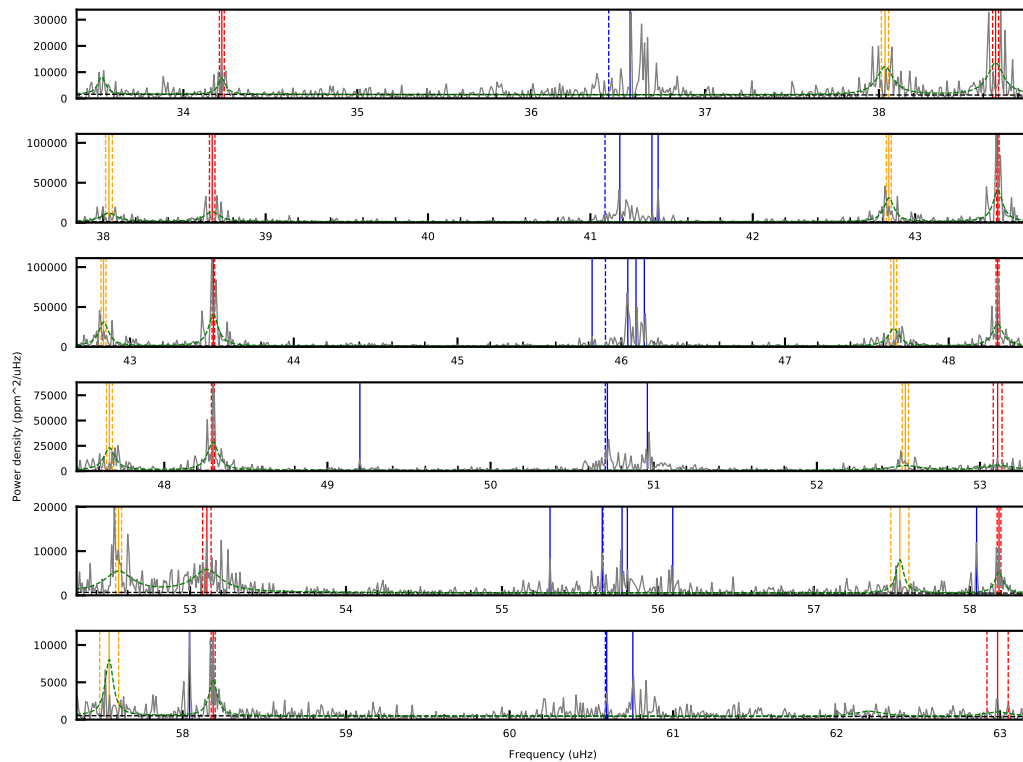 30000
20000
10000
0
34 35 36 37 38
100000
50000
0
38 39 40 41 42 43
100000
50000
0
43 44 45 46 47 48
75000
50000
25000
0
48 49 50 51 52 53
Power density (ppm^2/uHz)
20000
10000
0
53 54 55 56 57 58
10000
5000
0
58 59 60 61 62 63
Frequency (uHz)